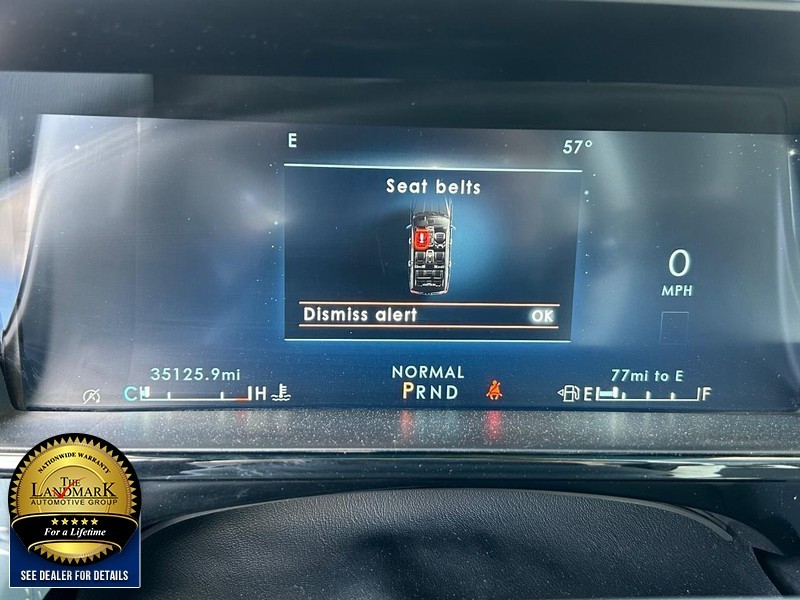 E
57°
Seat belts
Dismiss alert OK
0
MPH
35125.9mi
NORMAL
77mi to E
C H
PRND
E F
NATIONWIDE WARRANTY
THE
LANDMARK
AUTOMOTIVE GROUP
For a Lifetime
SEE DEALER FOR DETAILS